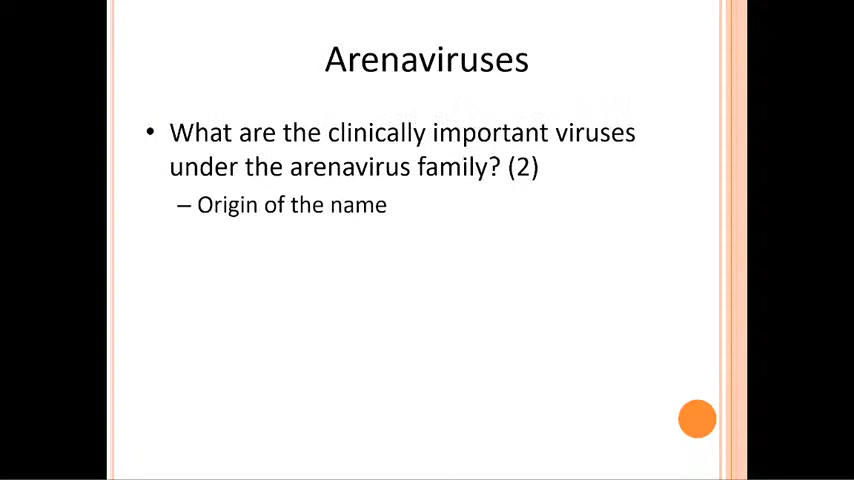 Arenaviruses
• What are the clinically important viruses
under the arenavirus family? (2)
– Origin of the name